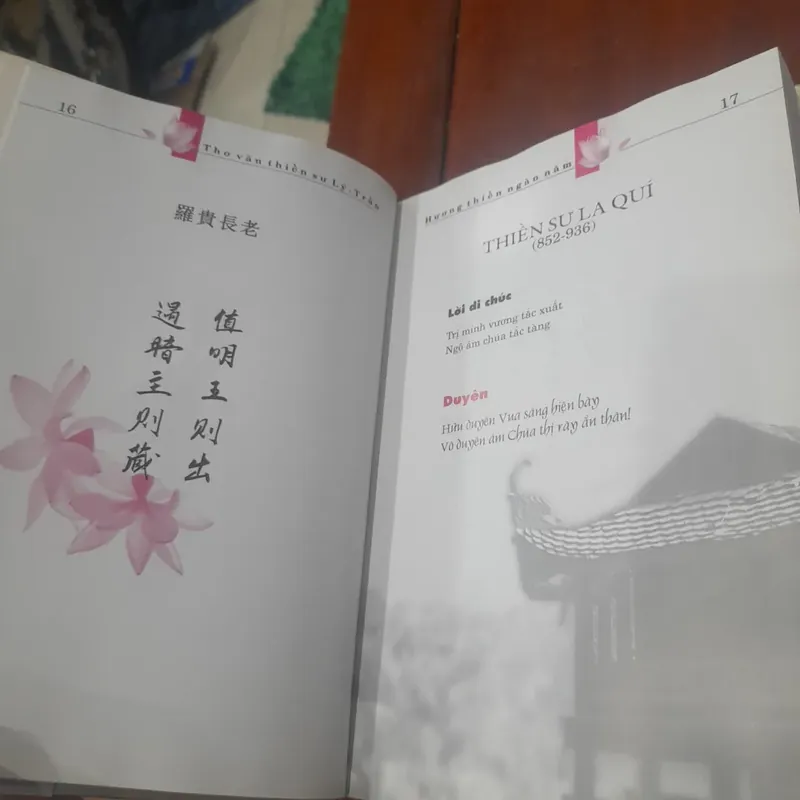 16
Thơ văn thiền sư Lý-Trần
羅貴長老
值明王则出
遇暗主则藏
17
Hương thiền ngàn năm
THIỀN SƯ LA QUÍ
(852-936)
Lời di chúc
Trị minh vương tắc xuất
Ngộ ám chúa tắc tàng
Duyên
Hữu duyên Vua sáng hiện bày
Vô duyên ám Chúa thị rày ẩn thân!